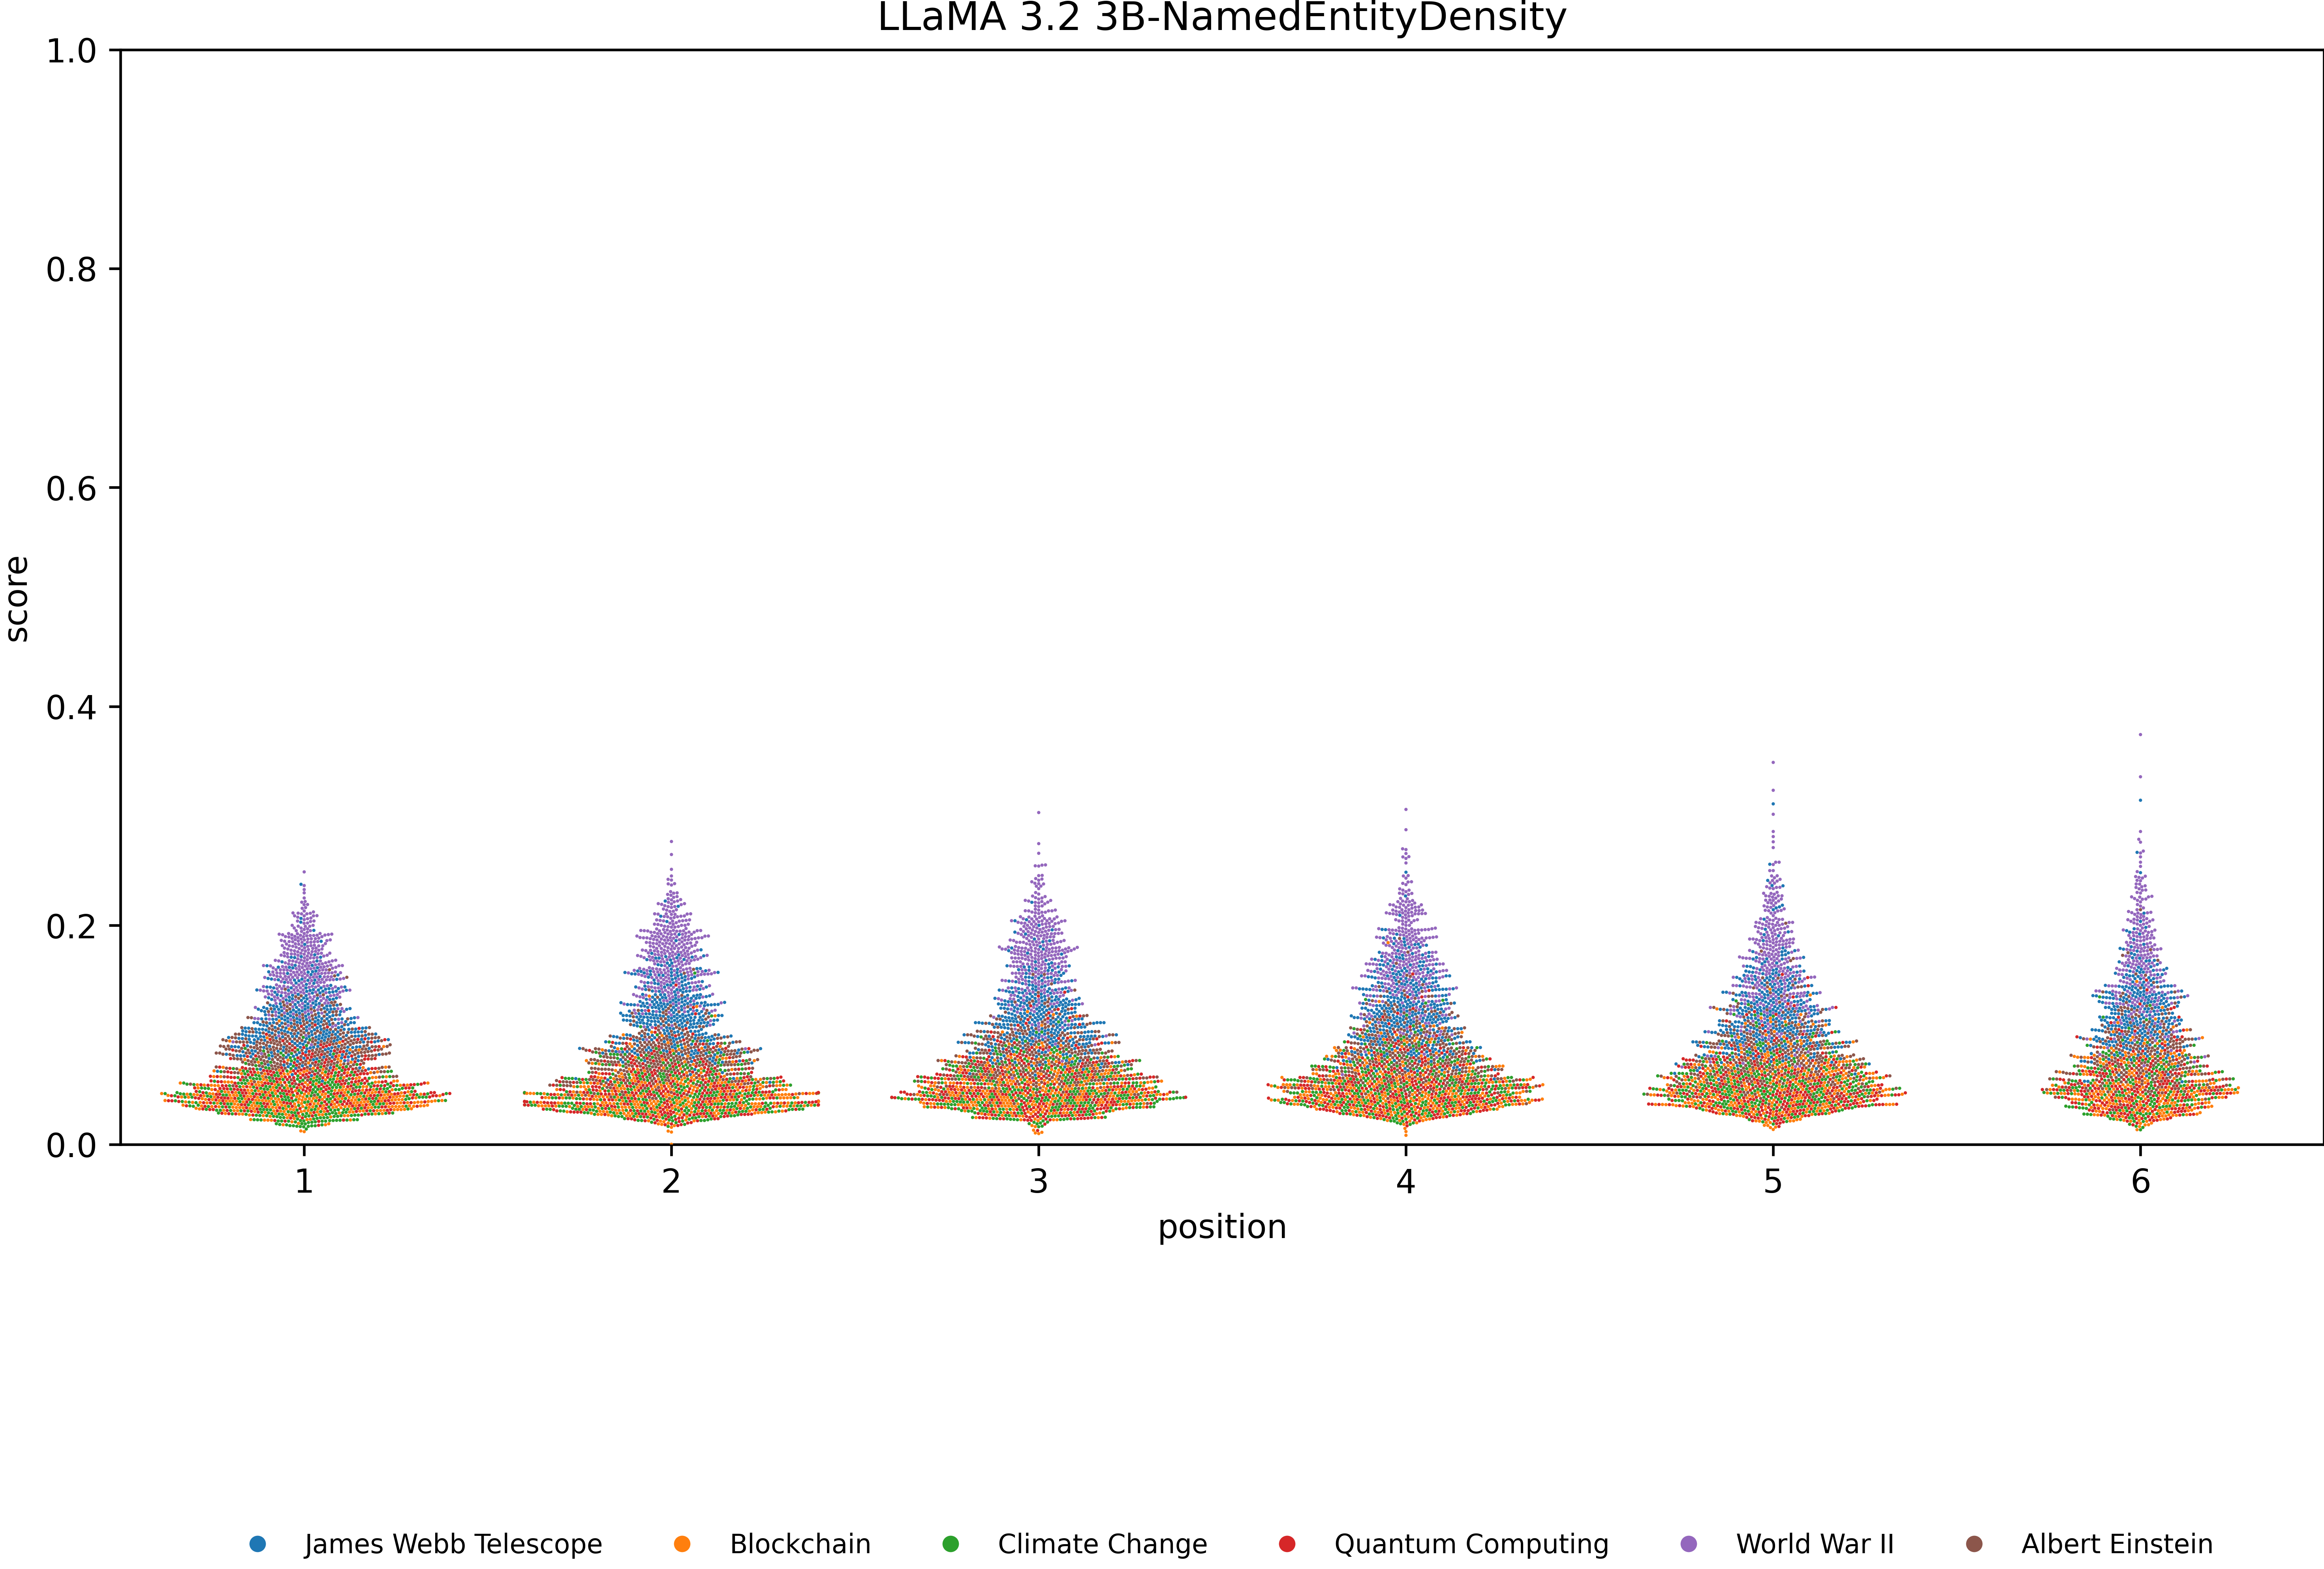 LLaMA 3.2 3B-NamedEntityDensity
1.0
0.8
0.6
0.4
0.2
0.0
score
1 2 3 4 5 6
position
James Webb Telescope Blockchain Climate Change Quantum Computing World War II Albert Einstein